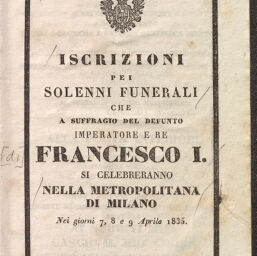 ISCRIZIONI
PEI
SOLENNI FUNERALI
CHE
A SUFFRAGIO DEL DEFUNTO
IMPERATORE E RE
[di] FRANCESCO I.
SI CELEBRERANNO
NELLA METROPOLITANA
DI MILANO
Nei giorni 7, 8 e 9 Aprile 1835.